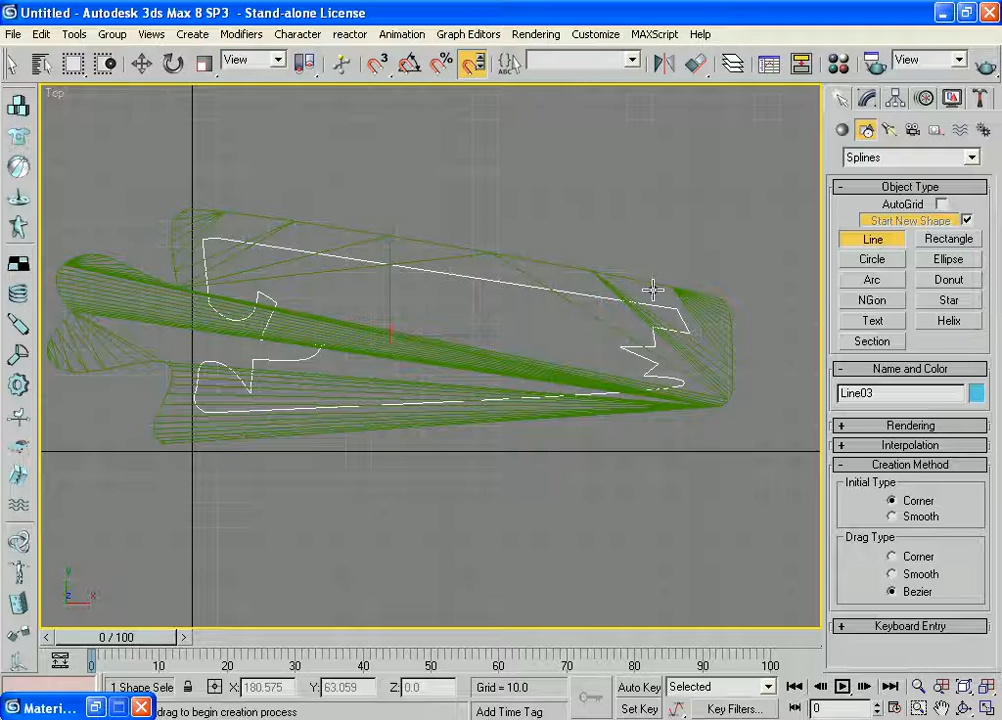 Untitled - Autodesk 3ds Max 8 SP3 - Stand-alone License
File Edit Tools Group Views Create Modifiers Character reactor Animation Graph Editors Rendering Customize MAXScript Help
View
3
%
ABC
View
Top
Splines
- Object Type
AutoGrid
Start New Shape
Line Rectangle
Circle Ellipse
Arc Donut
NGon Star
Text Helix
Section
- Name and Color
Line03
+ Rendering
+ Interpolation
- Creation Method
Initial Type
Corner
Smooth
Drag Type
Corner
Smooth
Bezier
+ Keyboard Entry
y
z x
< 0 / 100 >
0 10 20 30 40 50 60 70 80 90 100
1 Shape Sele X: 180.575 Y: 63.059 Z: 0.0 Grid = 10.0 Auto Key Selected
Materi... drag to begin creation process Add Time Tag Set Key Key Filters... 0